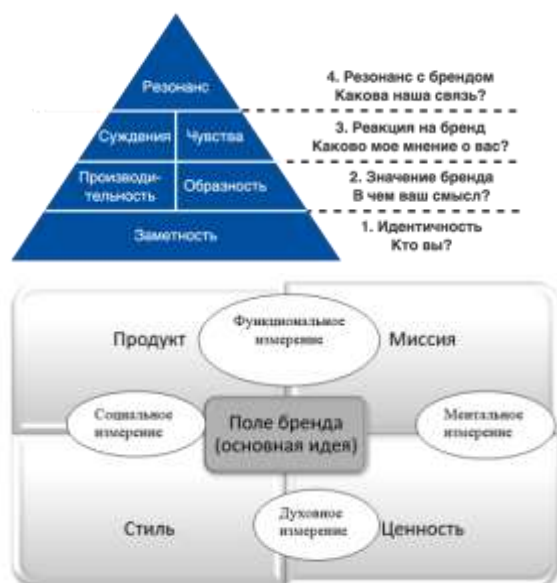 Резонанс
4. Резонанс с брендом
Какова наша связь?
Суждения
Чувства
3. Реакция на бренд
Каково мое мнение о вас?
Производи-
тельность
Образность
2. Значение бренда
В чем ваш смысл?
Заметность
1. Идентичность
Кто вы?
Продукт
Функциональное
измерение
Миссия
Социальное
измерение
Поле бренда
(основная идея)
Ментальное
измерение
Стиль
Духовное
измерение
Ценность